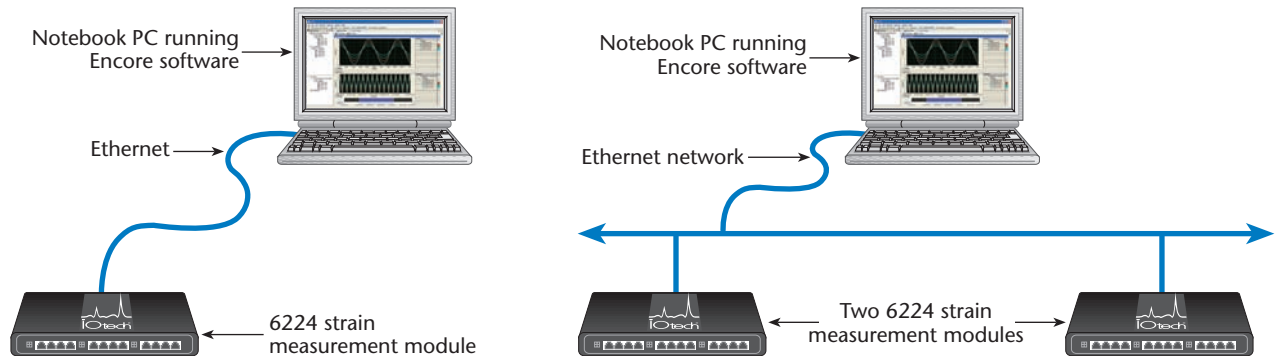 Notebook PC running
Encore software
Ethernet
6224 strain
measurement module
IOtech
Notebook PC running
Encore software
Ethernet network
Two 6224 strain
measurement modules
IOtech
IOtech